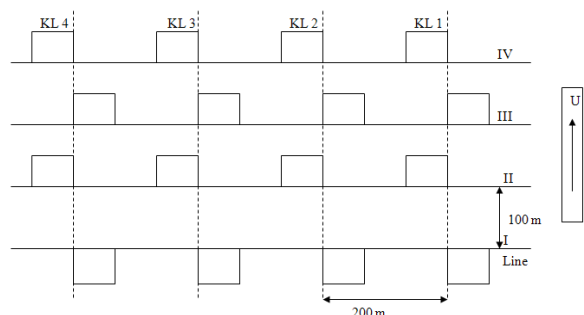 KL 4 KL 3 KL 2 KL 1
IV
U
III
II
100 m
I
Line
200 m